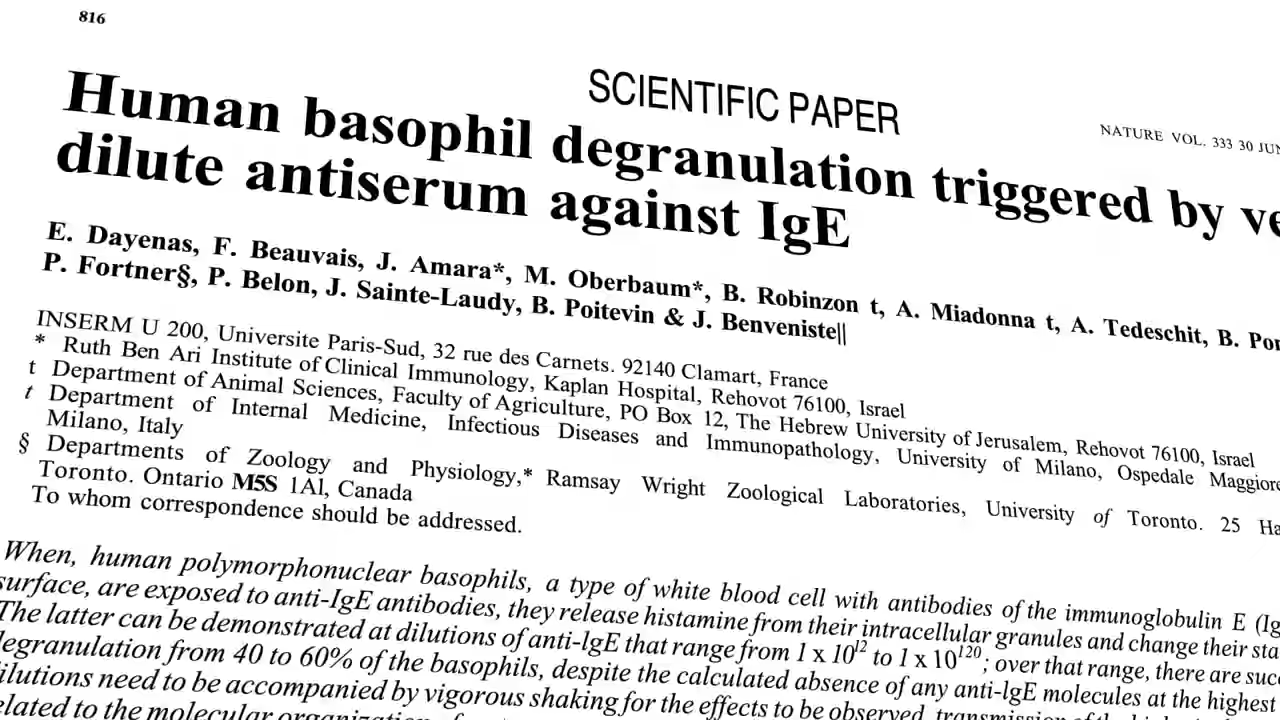 816
SCIENTIFIC PAPER
NATURE VOL. 333 30
Human basophil degranulation triggered by
dilute antiserum against IgE
E. Dayenas, F. Beauvais, J. Amara*, M. Oberbaum*, B. Robinzon t, A. Miadonna t, A. Tedeschit, B.
P. Fortner§, P. Belon, J. Sainte-Laudy, B. Poitevin & J. Benveniste||
INSERM U 200, Universite Paris-Sud, 32 rue des Carnets. 92140 Clamart, France
* Ruth Ben Ari Institute of Clinical Immunology, Kaplan Hospital, Rehovot 76100, Israel
t Department of Animal Sciences, Faculty of Agriculture, PO Box 12, The Hebrew University of Jerusalem, Rehovot 76100, Israel
t Department of Internal Medicine, Infectious Diseases and Immunopathology, University of Milano, Ospedale Maggiore
Milano, Italy
§ Departments of Zoology and Physiology,* Ramsay Wright Zoological Laboratories, University of Toronto. 25
Toronto. Ontario M5S 1Al, Canada
To whom correspondence should be addressed.
When, human polymorphonuclear basophils, a type of white blood cell with antibodies of the immunoglobulin E
surface, are exposed to anti-IgE antibodies, they release histamine from their intracellular granules and change their
The latter can be demonstrated at dilutions of anti-lgE that range from 1 x 10¹² to 1 x 10¹²⁰; over that range, there are
degranulation from 40 to 60% of the basophils, despite the calculated absence of any anti-lgE molecules at the highest
dilutions need to be accompanied by vigorous shaking for the effects to be observed, transmission
to the molecular